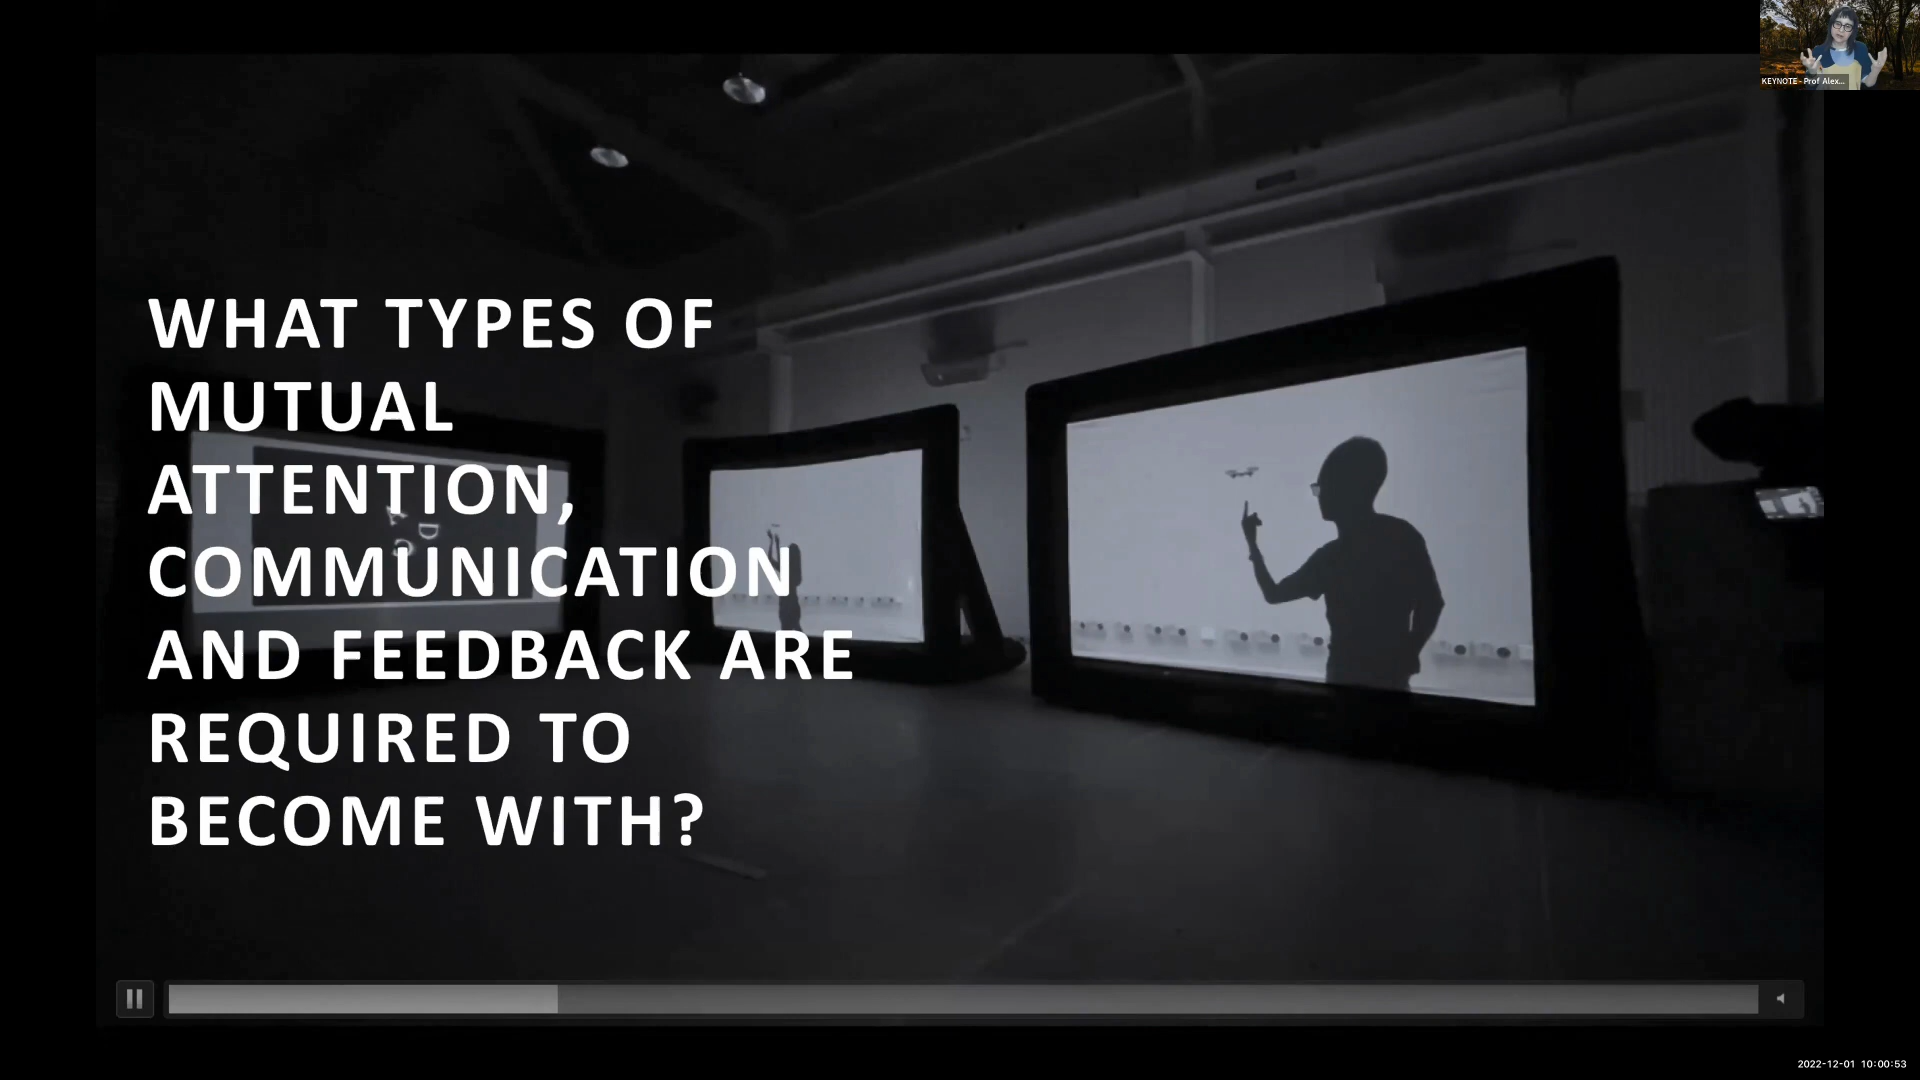 KEYNOTE - Prof Alex...
WHAT TYPES OF
MUTUAL
ATTENTION,
COMMUNICATION
AND FEEDBACK ARE
REQUIRED TO
BECOME WITH?
2022-12-01 10:00:53